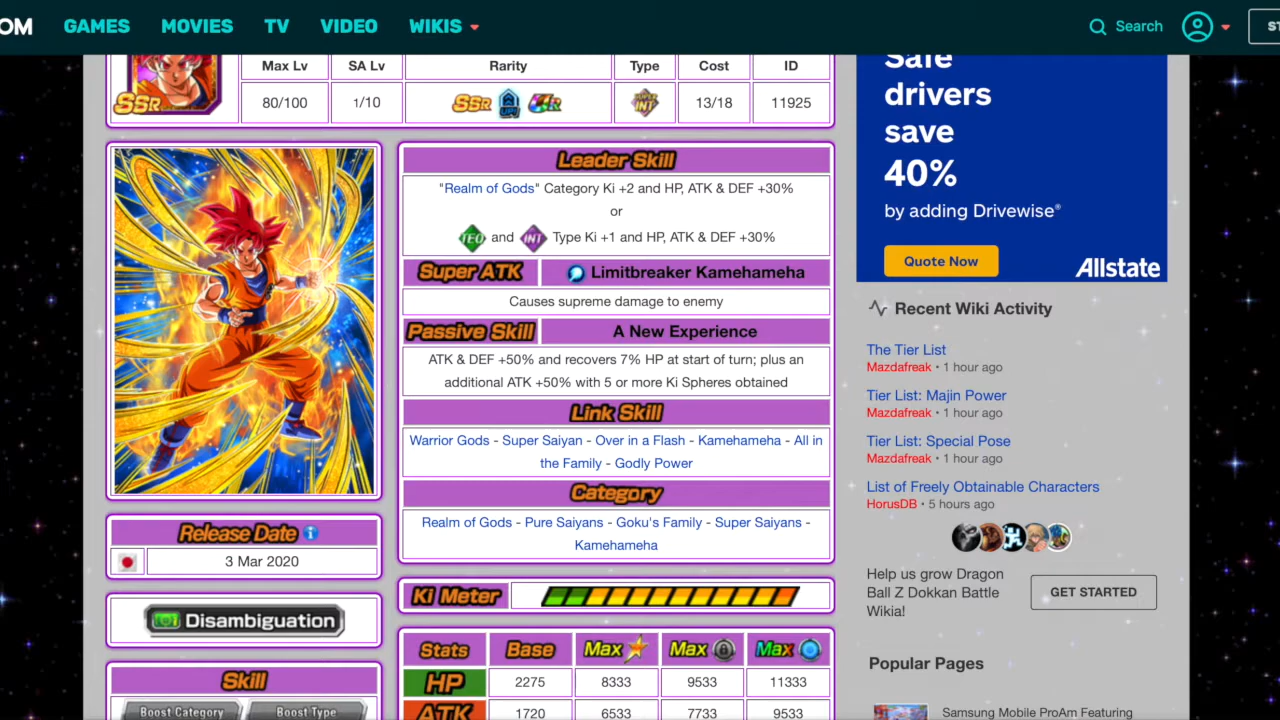 OM GAMES MOVIES TV VIDEO WIKIS Search ST
Max Lv SA Lv Rarity Type Cost ID
SSR 80/100 1/10 SSR UR SUPER INT 13/18 11925
Leader Skill
"Realm of Gods" Category Ki +2 and HP, ATK & DEF +30%
or
TEQ and INT Type Ki +1 and HP, ATK & DEF +30%
Super ATK Limitbreaker Kamehameha
Causes supreme damage to enemy
Passive Skill A New Experience
ATK & DEF +50% and recovers 7% HP at start of turn; plus an
additional ATK +50% with 5 or more Ki Spheres obtained
Link Skill
Warrior Gods - Super Saiyan - Over in a Flash - Kamehameha - All in
the Family - Godly Power
Category
Realm of Gods - Pure Saiyans - Goku's Family - Super Saiyans -
Kamehameha
Release Date
3 Mar 2020
Disambiguation
Skill
Boost Category Boost Type
Ki Meter
Stats Base Max Max Max
HP 2275 8333 9533 11333
ATK 1720 6533 7733 9533
Safe
drivers
save
40%
by adding Drivewise®
Quote Now Allstate
Recent Wiki Activity
The Tier List
Mazdafreak • 1 hour ago
Tier List: Majin Power
Mazdafreak • 1 hour ago
Tier List: Special Pose
Mazdafreak • 1 hour ago
List of Freely Obtainable Characters
HorusDB • 5 hours ago
Help us grow Dragon
Ball Z Dokkan Battle
Wikia!
GET STARTED
Popular Pages
Samsung Mobile ProAm Featuring